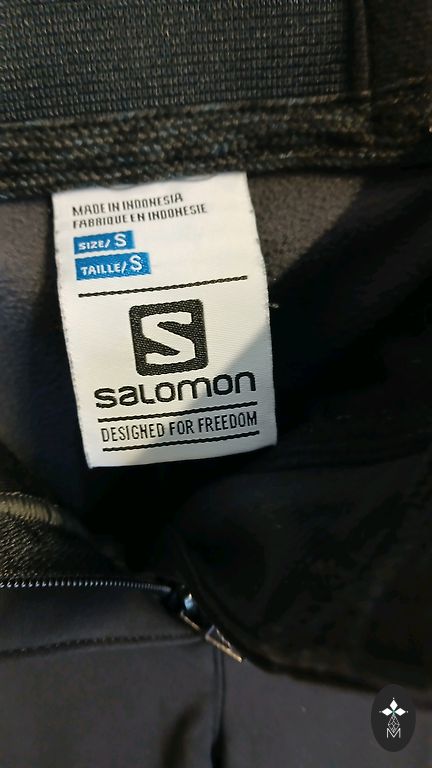 MADE IN INDONESIA
FABRIQUE EN INDONESIE
SIZE/ S
TAILLE/ S
S
SALOMON
DESIGNED FOR FREEDOM
M